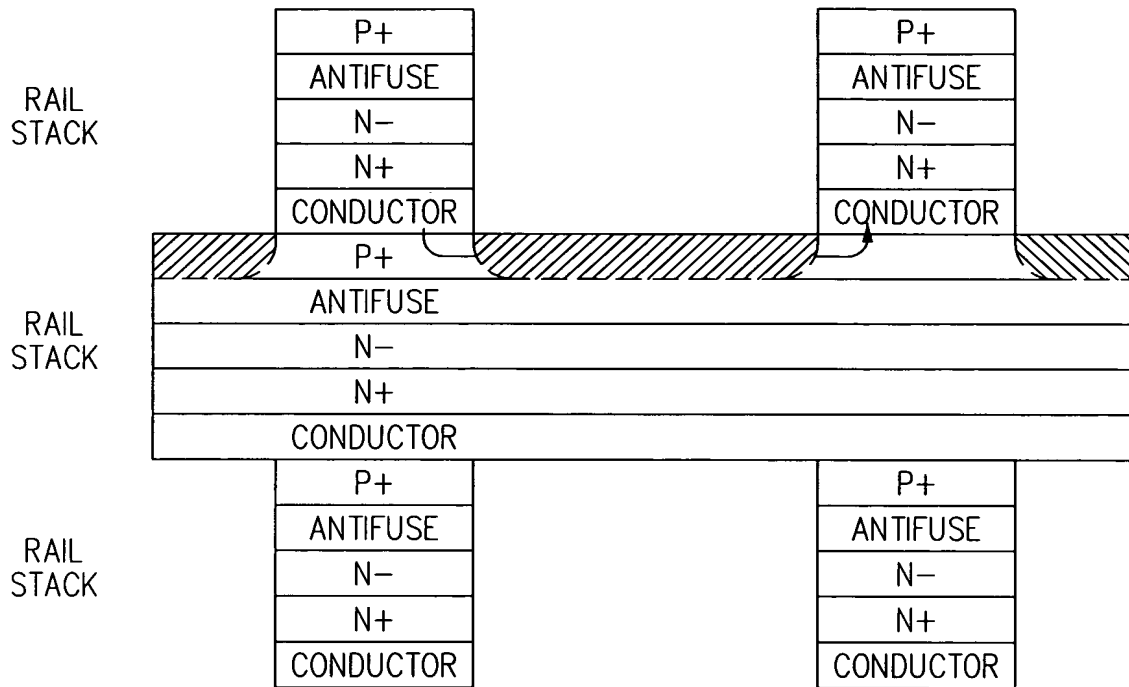 P+ P+
ANTIFUSE ANTIFUSE
RAIL
STACK
N- N-
N+ N+
CONDUCTOR CONDUCTOR
P+
ANTIFUSE
RAIL
STACK
N-
N+
CONDUCTOR
P+ P+
ANTIFUSE ANTIFUSE
RAIL
STACK
N- N-
N+ N+
CONDUCTOR CONDUCTOR